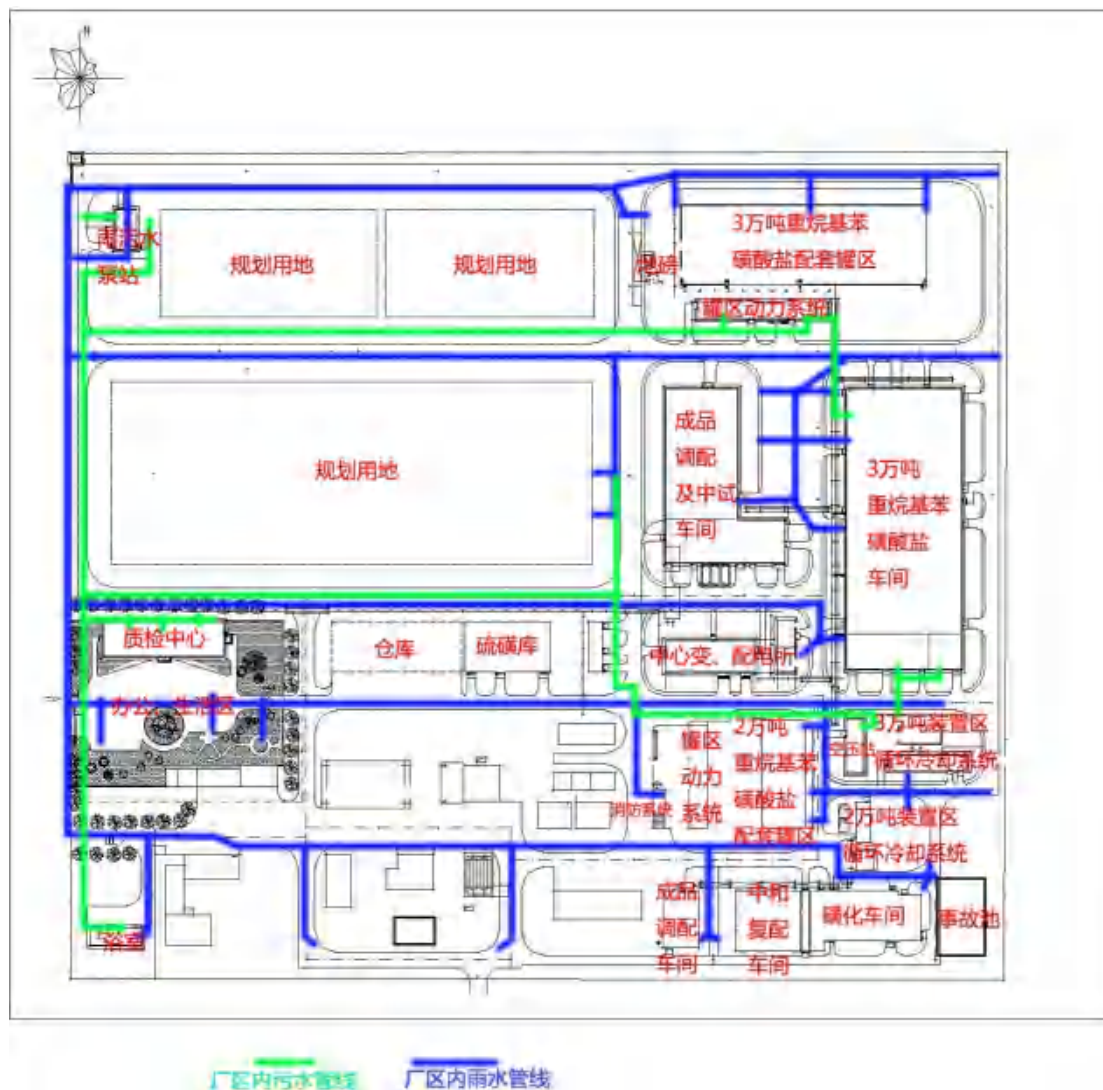 N
雨污水
泵站
规划用地
规划用地
地磅
3万吨重烷基苯
磺酸盐配套罐区
罐区动力系统
规划用地
成品
调配
及中试
车间
3万吨
重烷基苯
磺酸盐
车间
质检中心
仓库
硫磺库
中心变、配电所
办公、生活区
罐区
动力
系统
消防系统
2万吨
重烷基苯
磺酸盐
配套罐区
空压站
3万吨装置区
循环冷却系统
2万吨装置区
循环冷却系统
浴室
成品
调配
车间
中和
复配
车间
磺化车间
事故池
厂区内污水管线
厂区内雨水管线